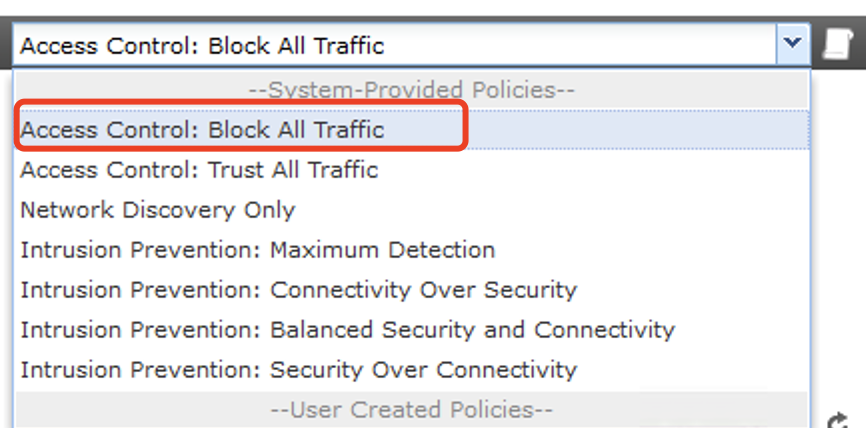 Access Control: Block All Traffic
--System-Provided Policies--
Access Control: Block All Traffic
Access Control: Trust All Traffic
Network Discovery Only
Intrusion Prevention: Maximum Detection
Intrusion Prevention: Connectivity Over Security
Intrusion Prevention: Balanced Security and Connectivity
Intrusion Prevention: Security Over Connectivity
--User Created Policies--